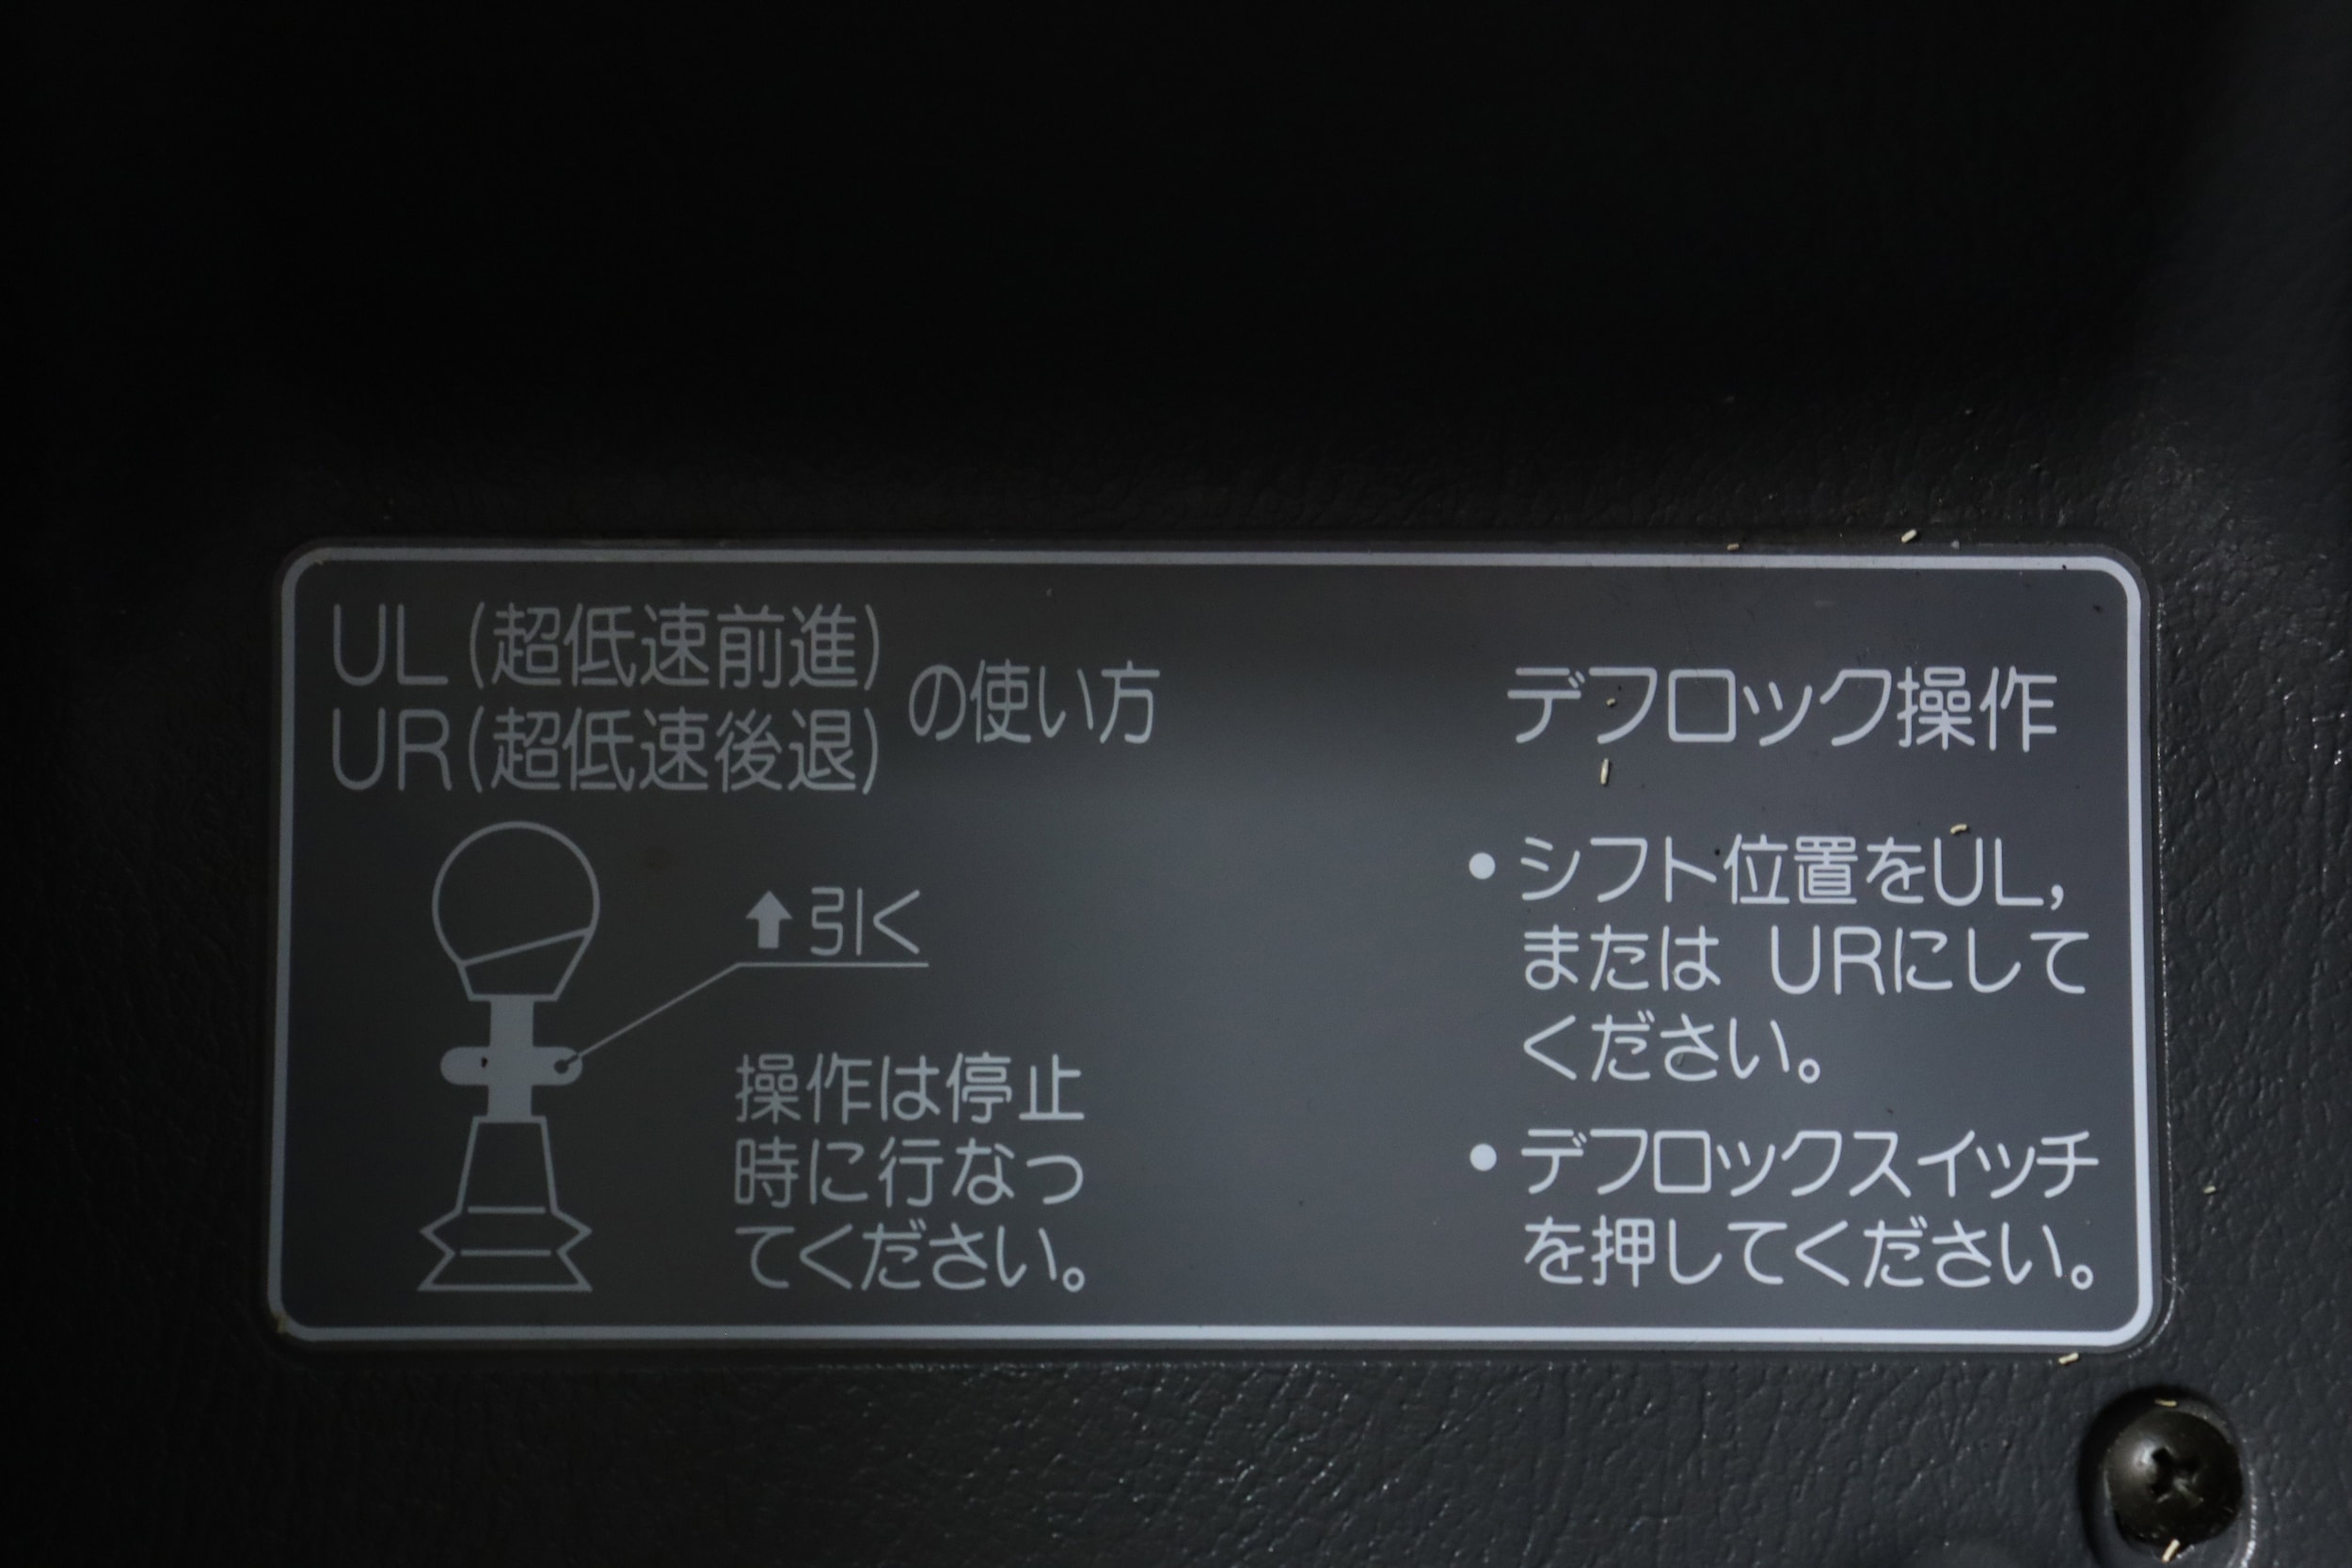 UL(超低速前進)
UR(超低速後退)
の使い方
引く
操作は停止
時に行なっ
てください。
デフロック操作
• シフト位置をUL,
または URにして
ください。
• デフロックスイッチ
を押してください。